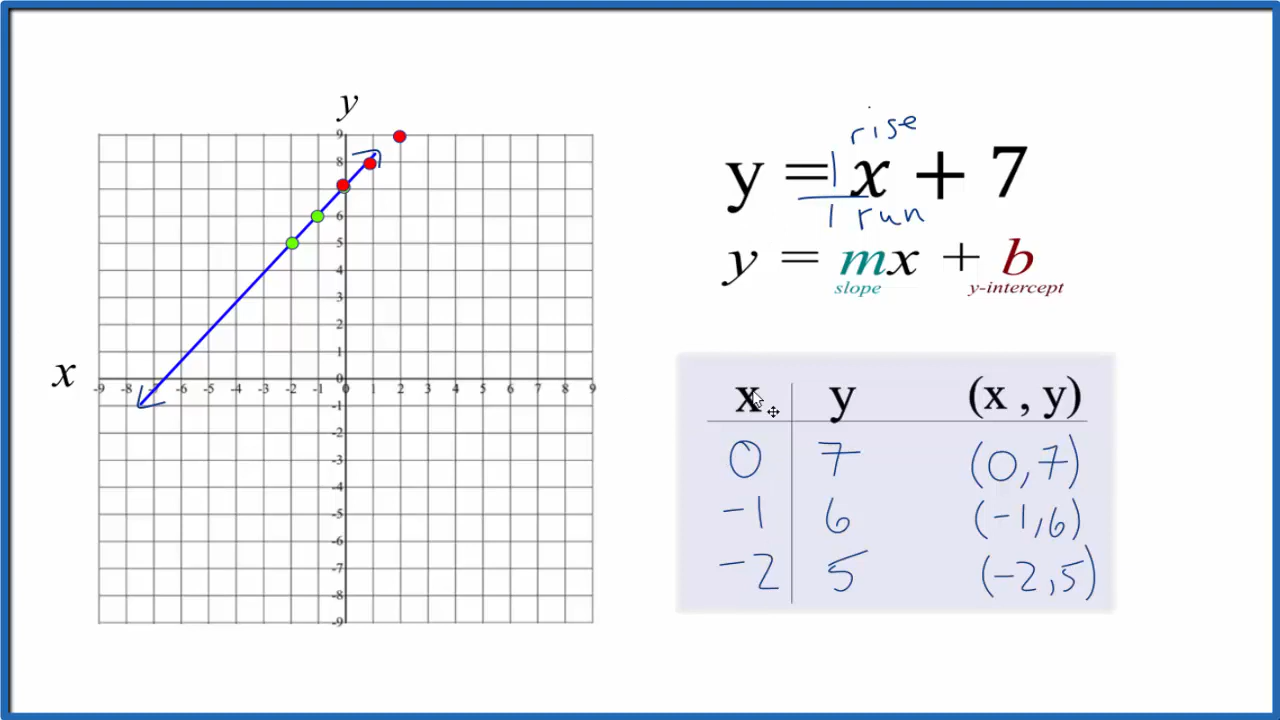 y
9
8
6
5
4
3
2
1
0
x
-9 -8 -7 -6 -5 -4 -3 -2 -1 0 1 2 3 4 5 6 7 8 9
-1
-2
-3
-4
-5
-6
-7
-8
-9
rise
y = 1 x + 7
1 run
y = mx + b
slope y-intercept
x y (x , y)
0 7 (0,7)
-1 6 (-1,6)
-2 5 (-2,5)